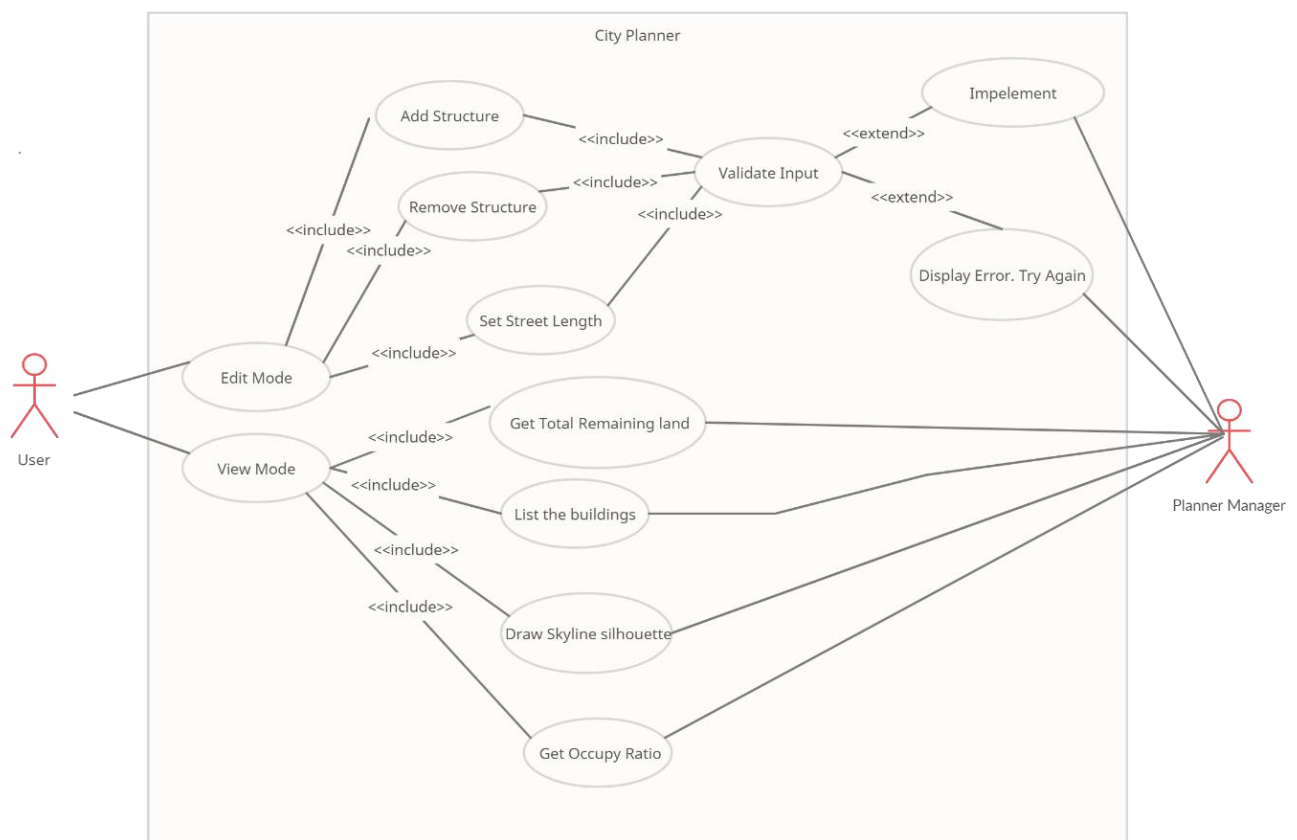 City Planner
Add Structure
Impelement
<<include>>
<<extend>>
Validate Input
<<include>>
<<extend>>
Remove Structure
<<include>>
<<include>>
<<include>>
Display Error. Try Again
Set Street Length
<<include>>
Edit Mode
User
Get Total Remaining land
<<include>>
View Mode
<<include>>
List the buildings
Planner Manager
<<include>>
<<include>>
Draw Skyline silhouette
Get Occupy Ratio